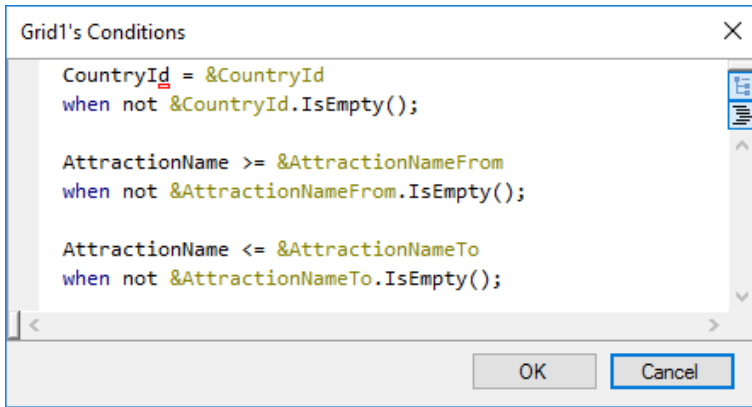 Grid1's Conditions
CountryId = &CountryId
when not &CountryId.IsEmpty();
AttractionName >= &AttractionNameFrom
when not &AttractionNameFrom.IsEmpty();
AttractionName <= &AttractionNameTo
when not &AttractionNameTo.IsEmpty();
OK
Cancel